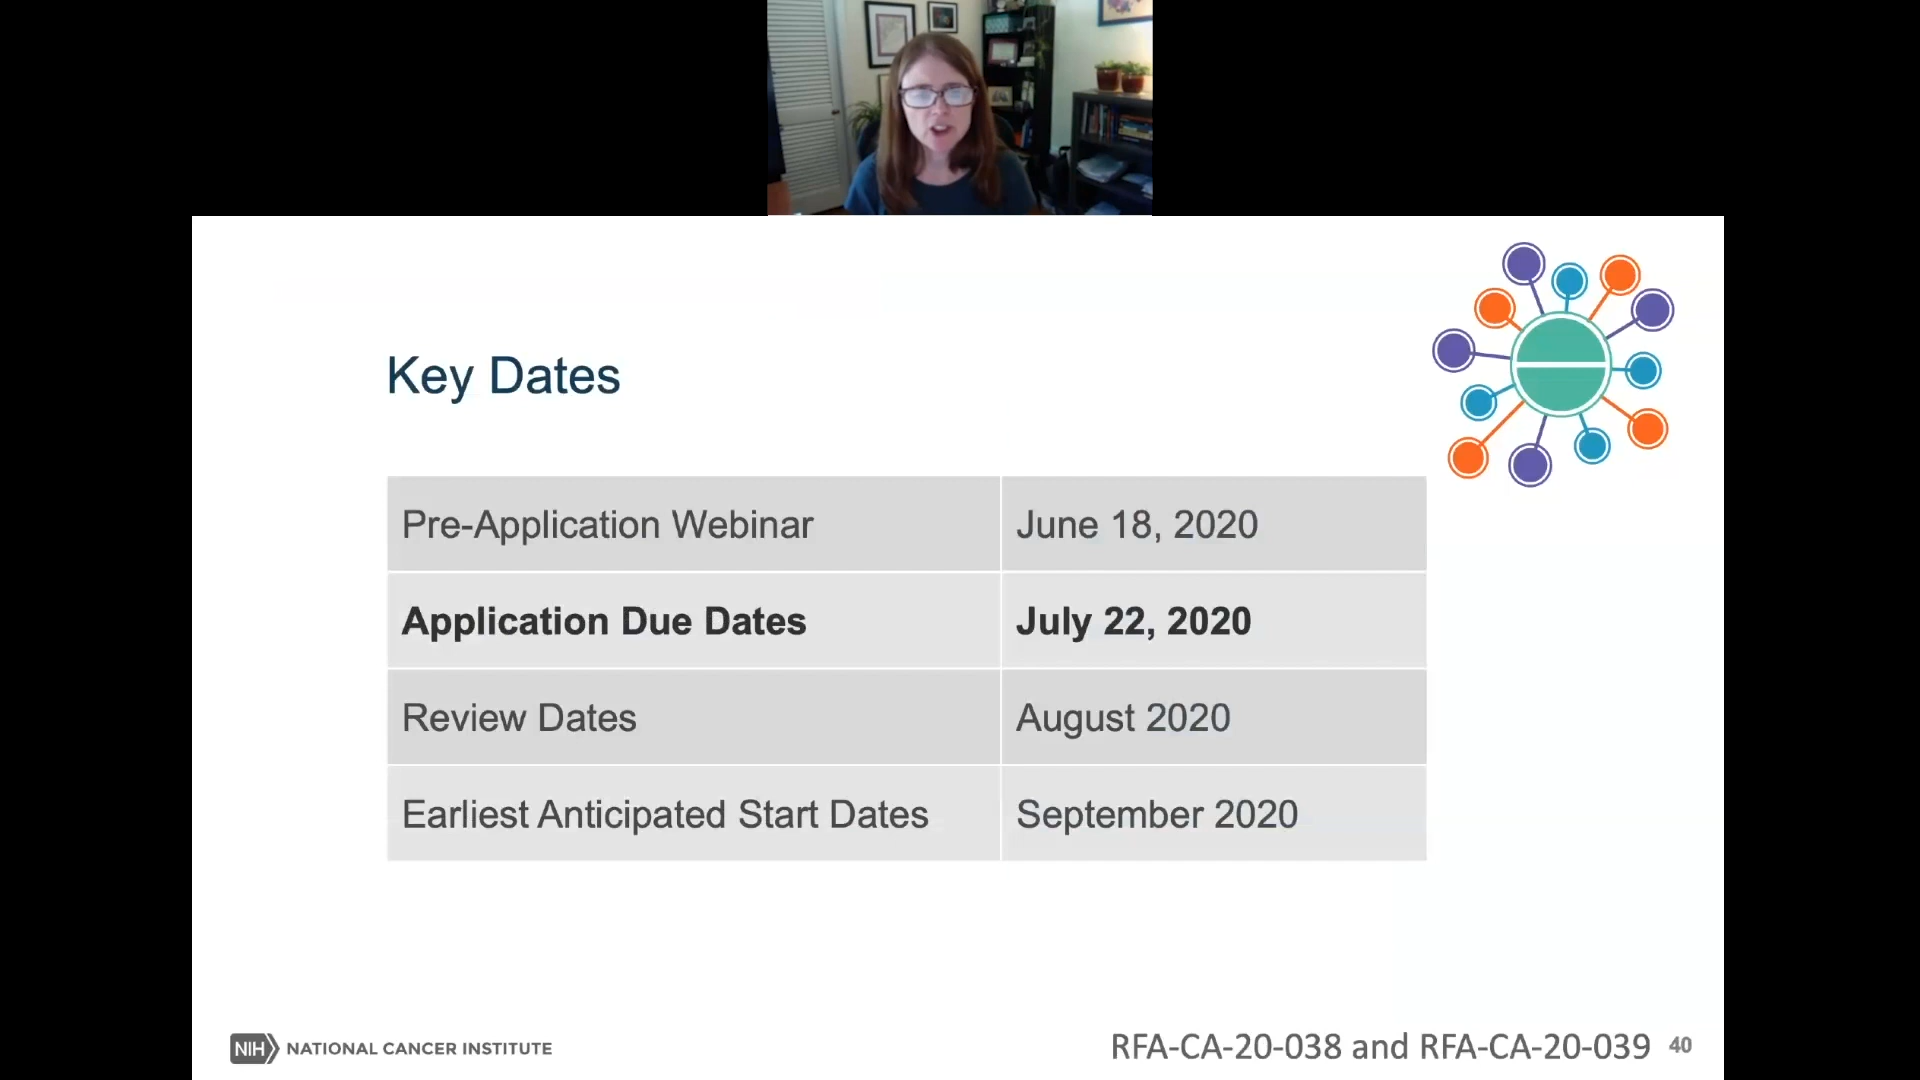 Key Dates
Pre-Application Webinar June 18, 2020
Application Due Dates July 22, 2020
Review Dates August 2020
Earliest Anticipated Start Dates September 2020
NIH NATIONAL CANCER INSTITUTE
RFA-CA-20-038 and RFA-CA-20-039 40